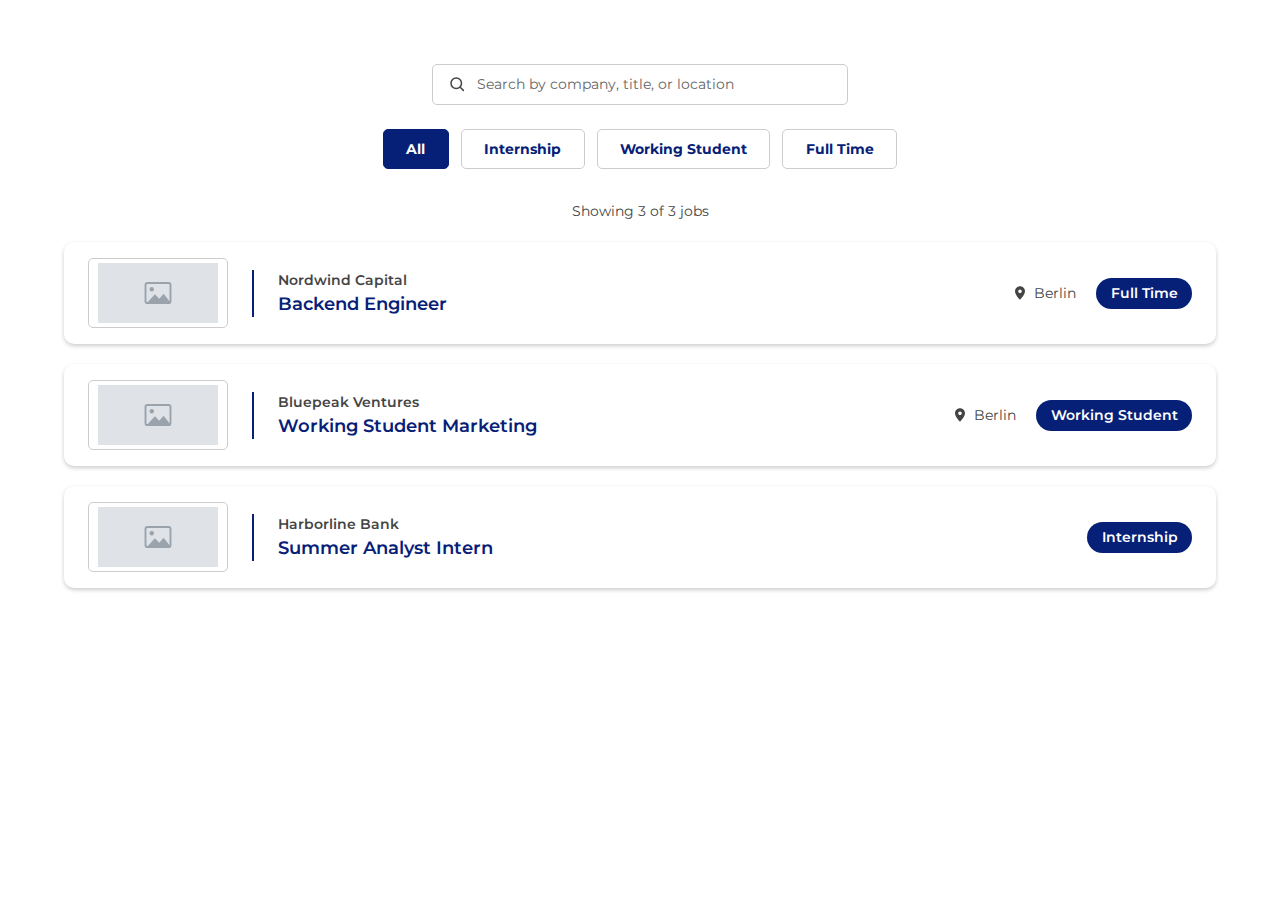 Search by company, title, or location
All Internship Working Student Full Time
Showing 3 of 3 jobs
Nordwind Capital
Backend Engineer
Berlin Full Time
Bluepeak Ventures
Working Student Marketing
Berlin Working Student
Harborline Bank
Summer Analyst Intern
Internship